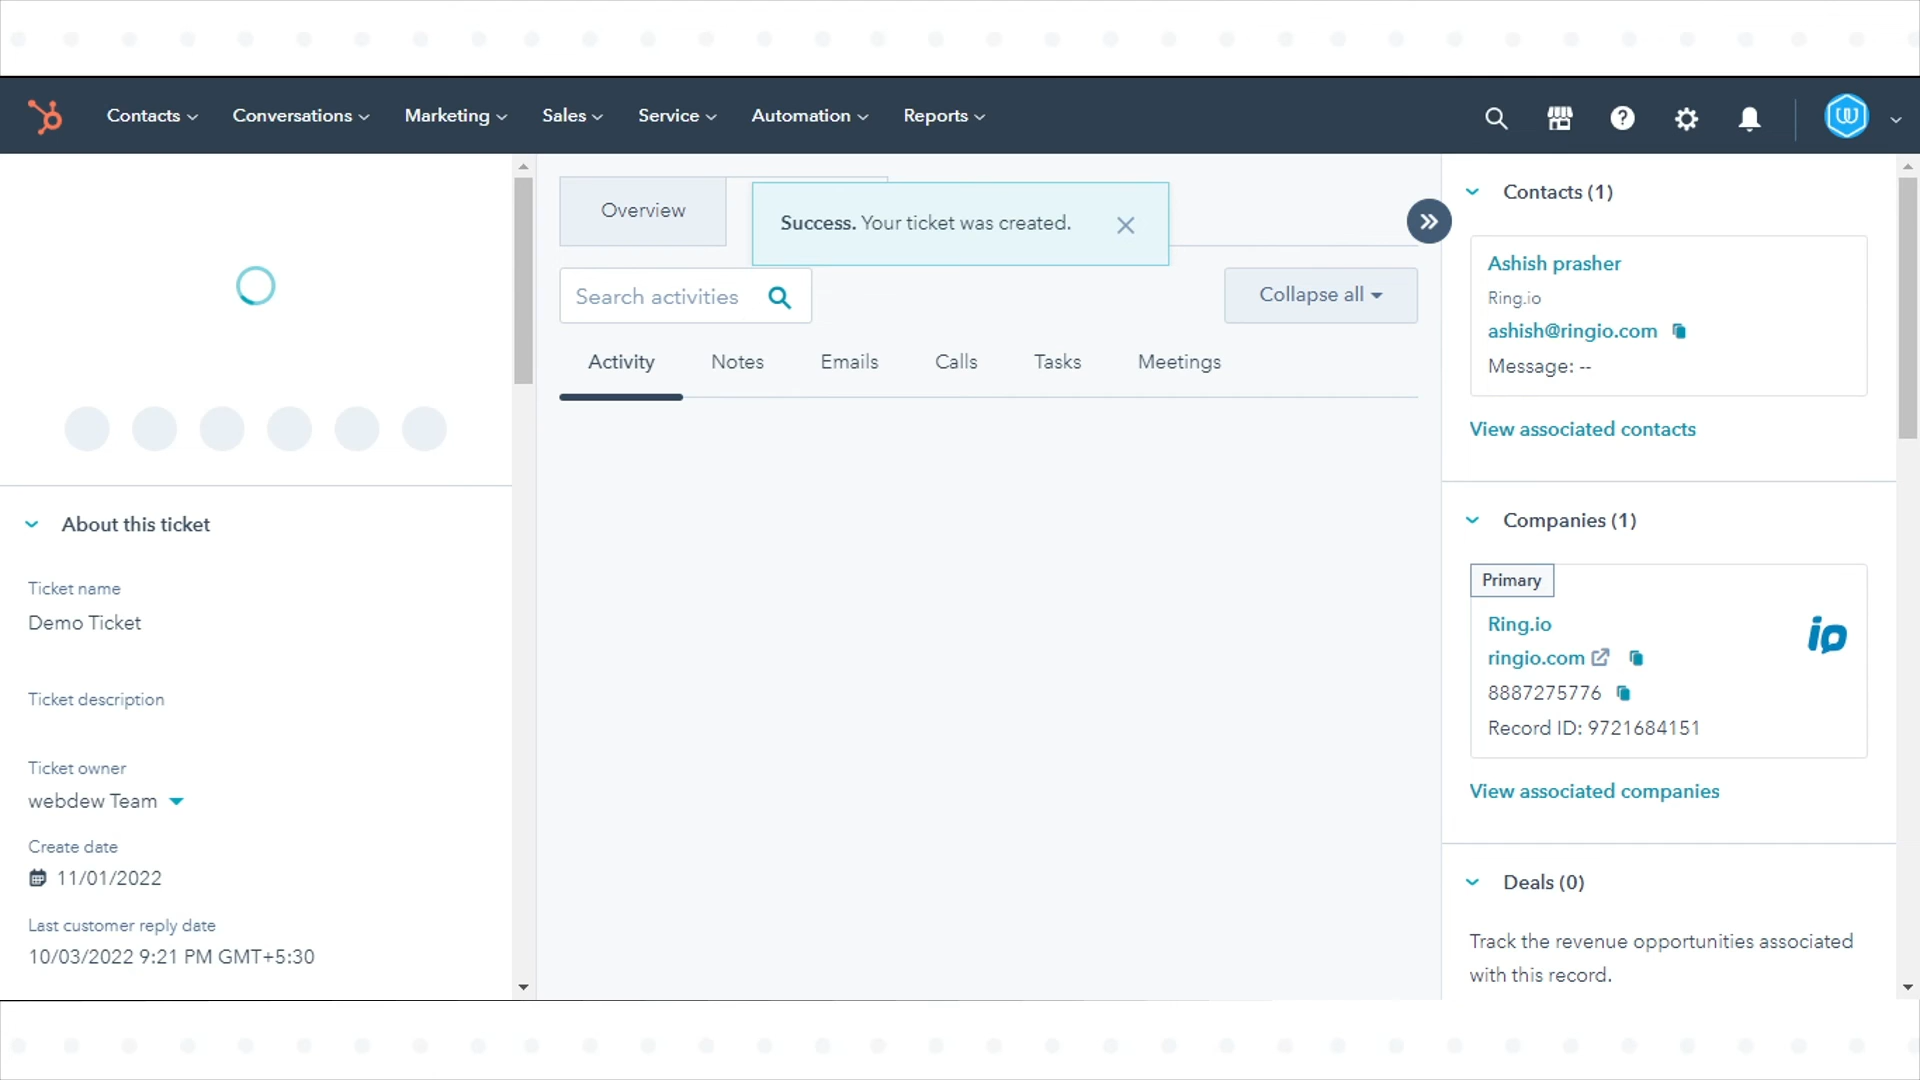 Contacts
Conversations
Marketing
Sales
Service
Automation
Reports
Overview
Success. Your ticket was created.
Search activities
Collapse all
Activity
Notes
Emails
Calls
Tasks
Meetings
About this ticket
Ticket name
Demo Ticket
Ticket description
Ticket owner
webdew Team
Create date
11/01/2022
Last customer reply date
10/03/2022 9:21 PM GMT+5:30
Contacts (1)
Ashish prasher
Ring.io
ashish@ringio.com
Message: --
View associated contacts
Companies (1)
Primary
Ring.io
io
ringio.com
8887275776
Record ID: 9721684151
View associated companies
Deals (0)
Track the revenue opportunities associated
with this record.